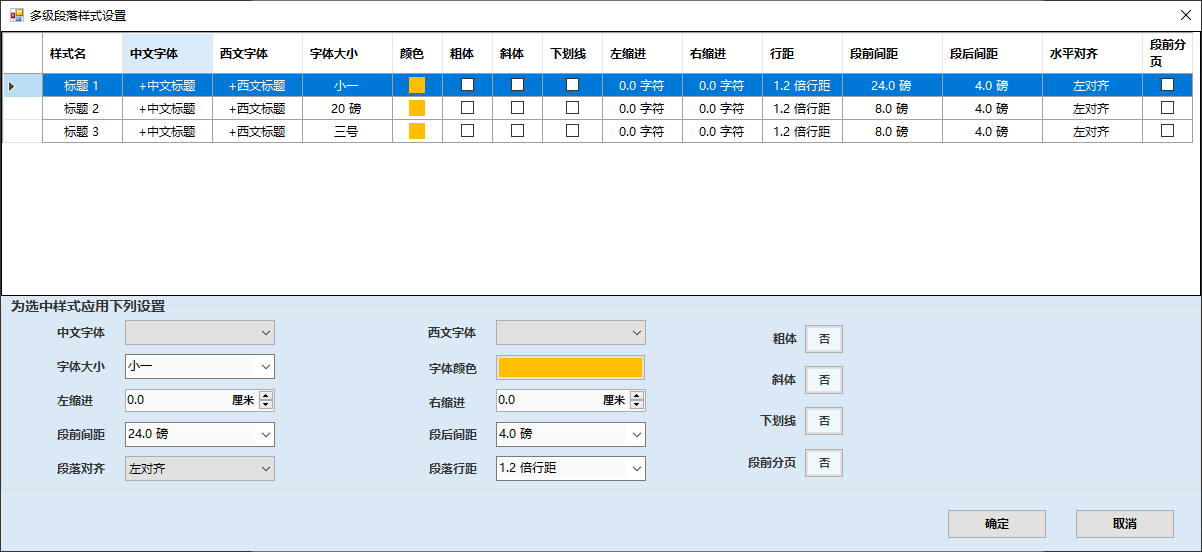 多级段落样式设置
样式名 中文字体 西文字体 字体大小 颜色 粗体 斜体 下划线 左缩进 右缩进 行距 段前间距 段后间距 水平对齐 段前分
页
标题 1 +中文标题 +西文标题 小一 0.0 字符 0.0 字符 1.2 倍行距 24.0 磅 4.0 磅 左对齐
标题 2 +中文标题 +西文标题 20 磅 0.0 字符 0.0 字符 1.2 倍行距 8.0 磅 4.0 磅 左对齐
标题 3 +中文标题 +西文标题 三号 0.0 字符 0.0 字符 1.2 倍行距 8.0 磅 4.0 磅 左对齐
为选中样式应用下列设置
中文字体 西文字体 粗体 否
字体大小 小一 字体颜色
斜体 否
左缩进 0.0 厘米 右缩进 0.0 厘米
下划线 否
段前间距 24.0 磅 段后间距 4.0 磅
段落对齐 左对齐 段落行距 1.2 倍行距 段前分页 否
确定 取消